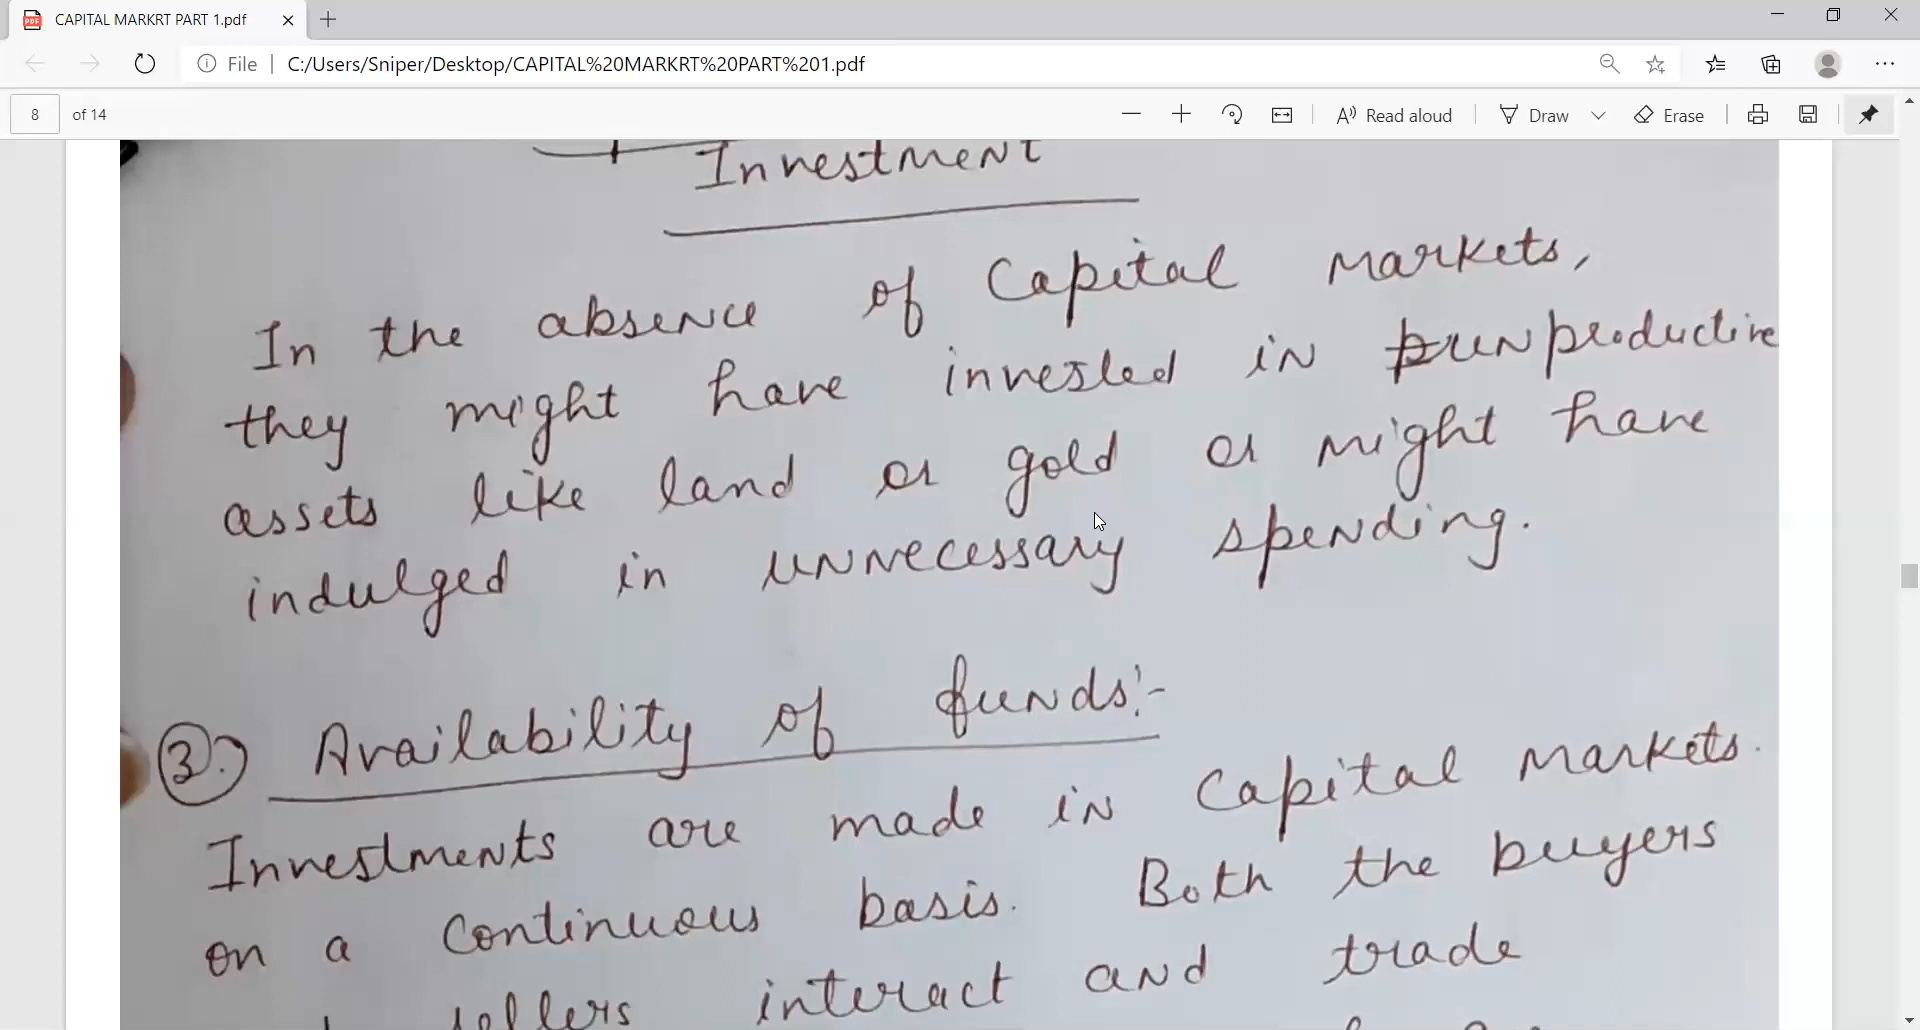 CAPITAL MARKRT PART 1.pdf
File | C:/Users/Sniper/Desktop/CAPITAL%20MARKRT%20PART%201.pdf
8 of 14 Read aloud Draw Erase
Investment
In the absence of Capital markets,
they might have invested in unproductive
assets like land or gold or might have
indulged in unnecessary spending.
3. Availability of funds:-
Investments are made in Capital markets.
on a continuous basis. Both the buyers
sellers interact and trade